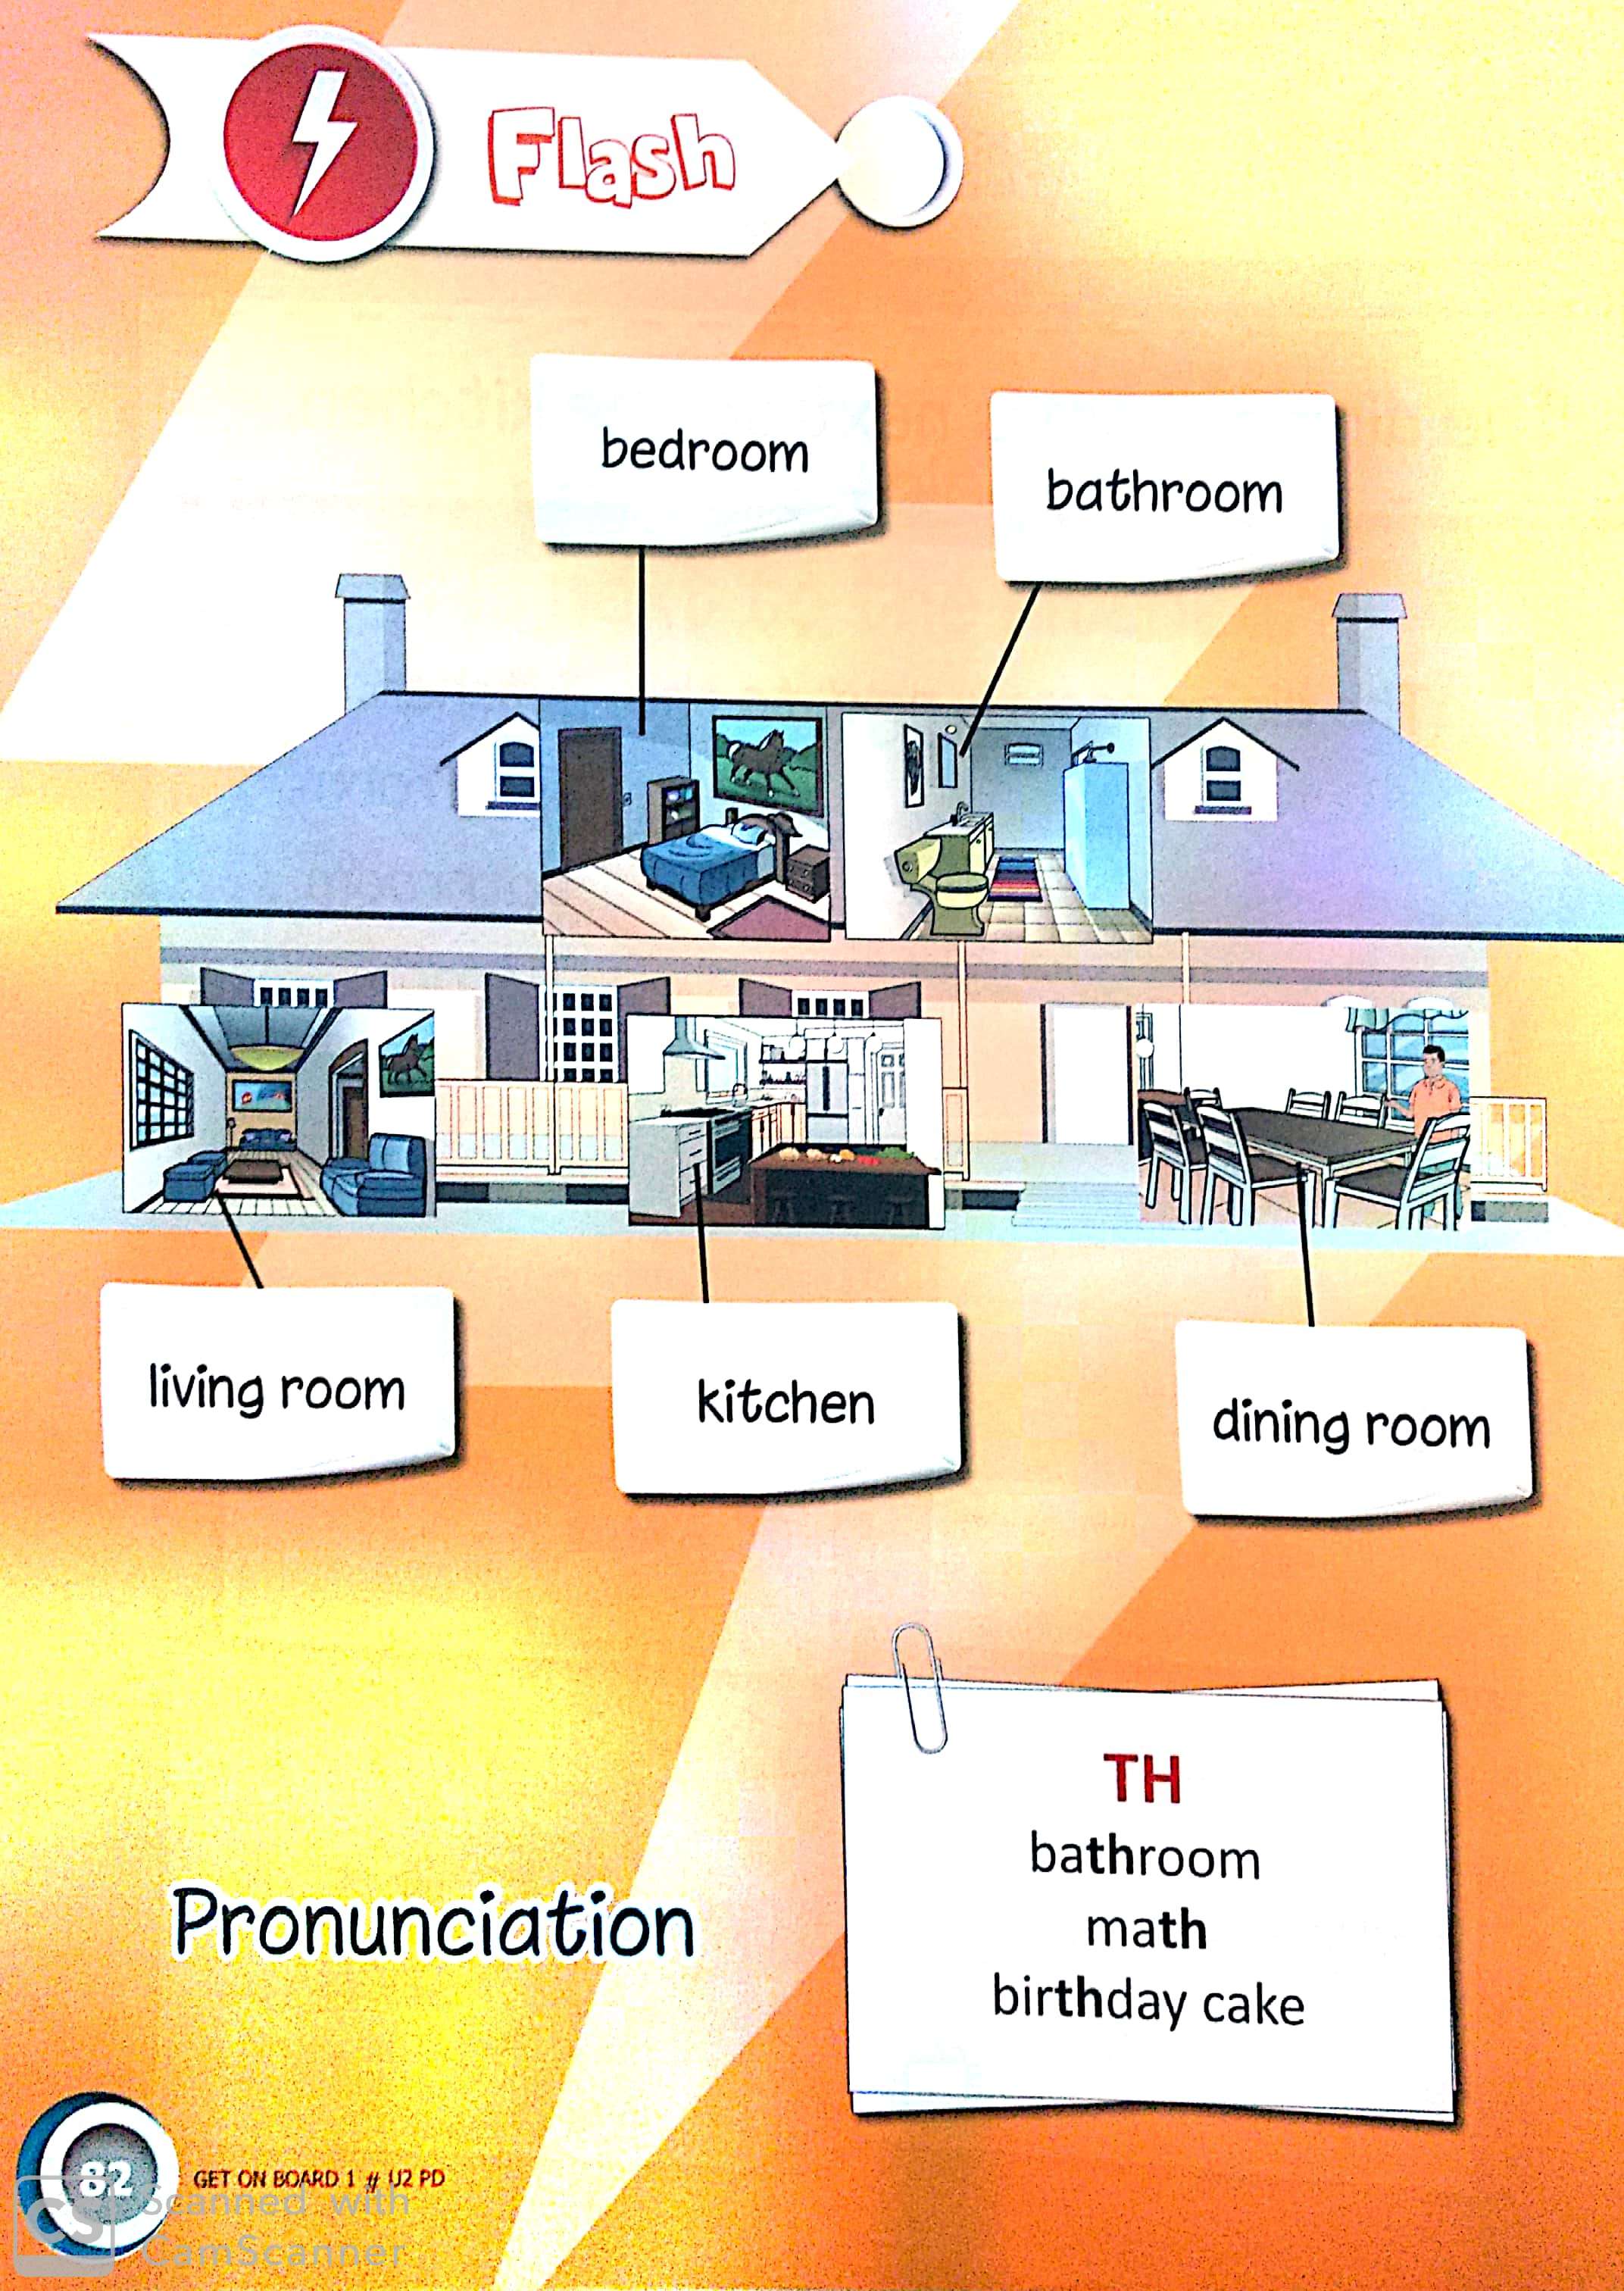 Flash
bedroom
bathroom
living room
kitchen
dining room
TH
bathroom
math
birthday cake
Pronunciation
82
GET ON BOARD 1 # U2 PD
CS
Scanned with
CamScanner